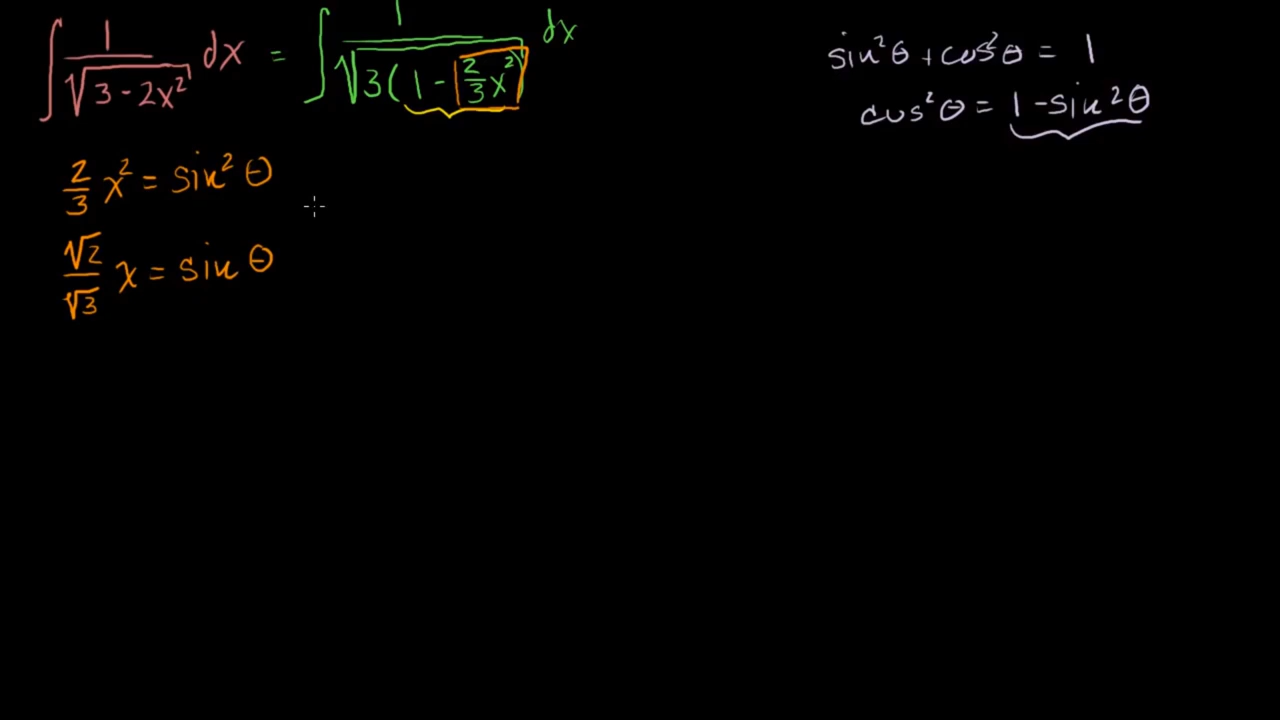 ∫ 1/√(3 - 2x²) dx = ∫ 1/√(3(1 - 2/3 x²)) dx
sin²θ + cos²θ = 1
cos²θ = 1 - sin²θ
2/3 x² = sin² θ
√2/√3 x = sin θ